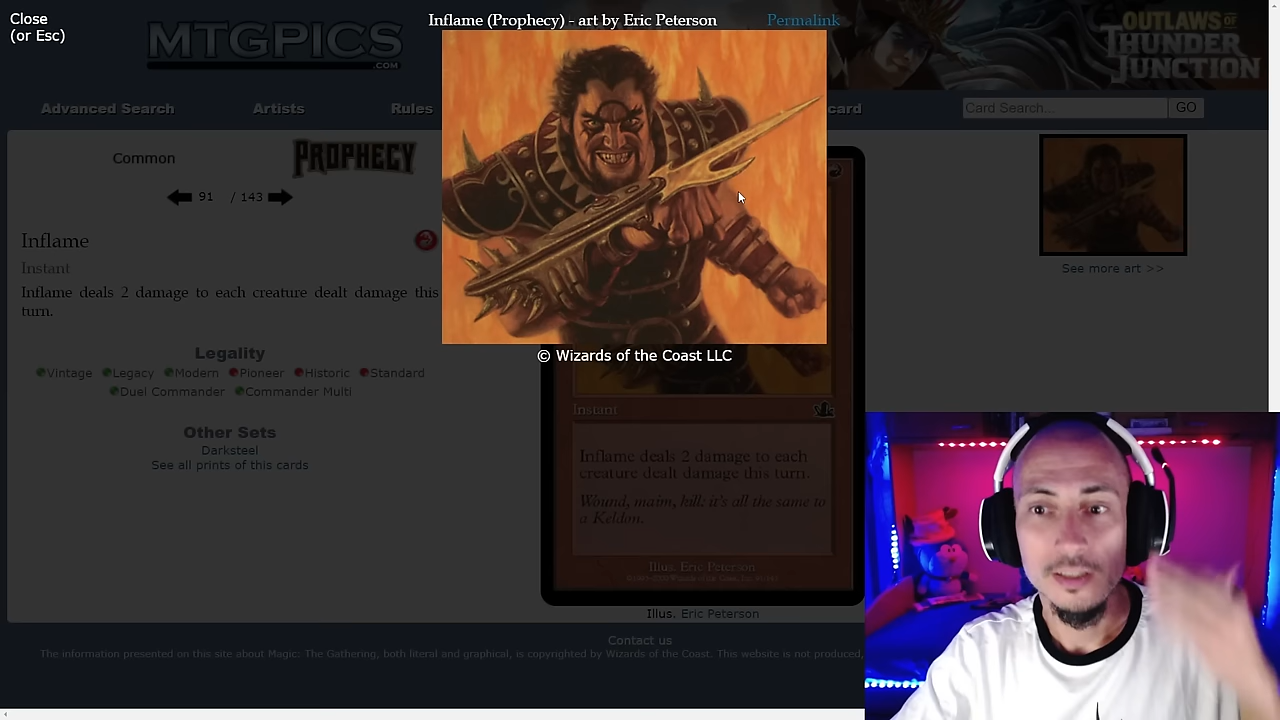 Close
(or Esc)
Inflame (Prophecy) - art by Eric Peterson
Permalink
MTGPICS
.COM
OUTLAWS OF
THUNDER
JUNCTION
Advanced Search
Artists
Rules
card
Card Search...
GO
Common
PROPHECY
91 / 143
Inflame
Instant
Inflame deals 2 damage to each creature dealt damage this
turn.
Legality
Vintage Legacy Modern Pioneer Historic Standard
Duel Commander Commander Multi
Other Sets
Darksteel
See all prints of this cards
See more art >>
© Wizards of the Coast LLC
Instant
Inflame deals 2 damage to each
creature dealt damage this turn.
Wound, maim, kill: it's all the same to
a Keldon.
Illus. Eric Peterson
Illus. Eric Peterson
Contact us
The information presented on this site about Magic: The Gathering, both literal and graphical, is copyrighted by Wizards of the Coast. This website is not produced,